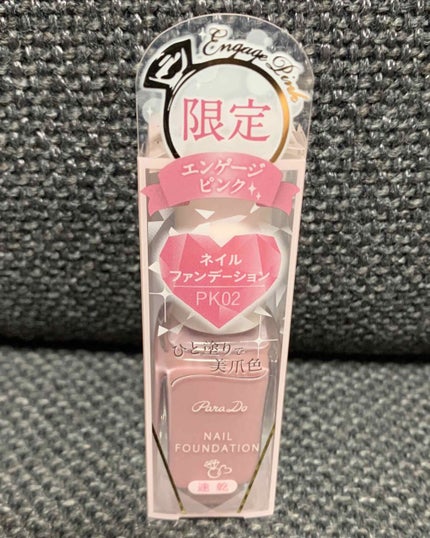 Engage Pink
限定
エンゲージ
ピンク
ネイル
ファンデーション
PK02
ひと塗りで
美爪色
Para Do
NAIL
FOUNDATION
速乾